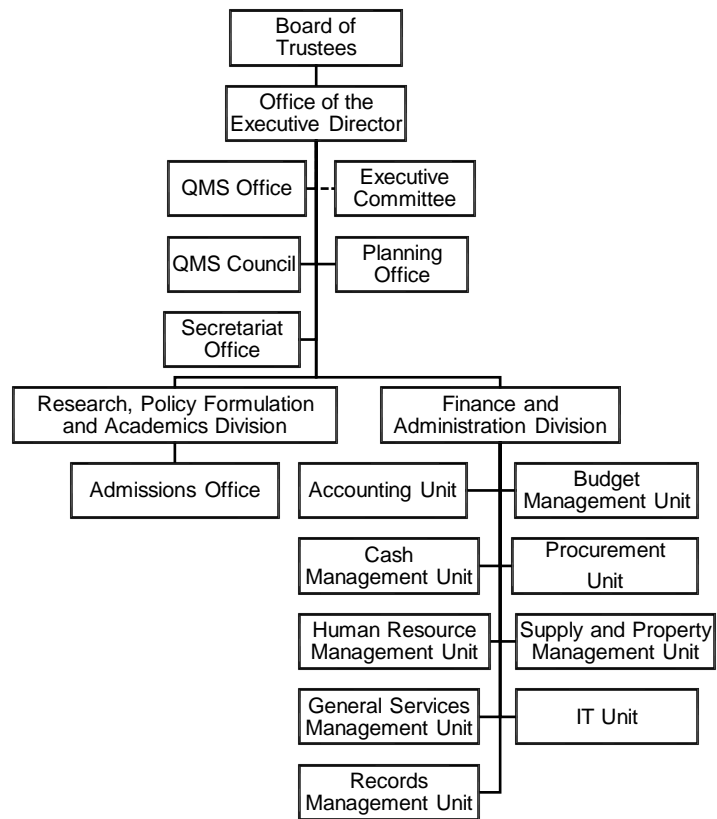 Board of
Trustees
Office of the
Executive Director
QMS Office
Executive
Committee
QMS Council
Planning
Office
Secretariat
Office
Research, Policy Formulation
and Academics Division
Finance and
Administration Division
Admissions Office
Accounting Unit
Budget
Management Unit
Cash
Management Unit
Procurement
Unit
Human Resource
Management Unit
Supply and Property
Management Unit
General Services
Management Unit
IT Unit
Records
Management Unit